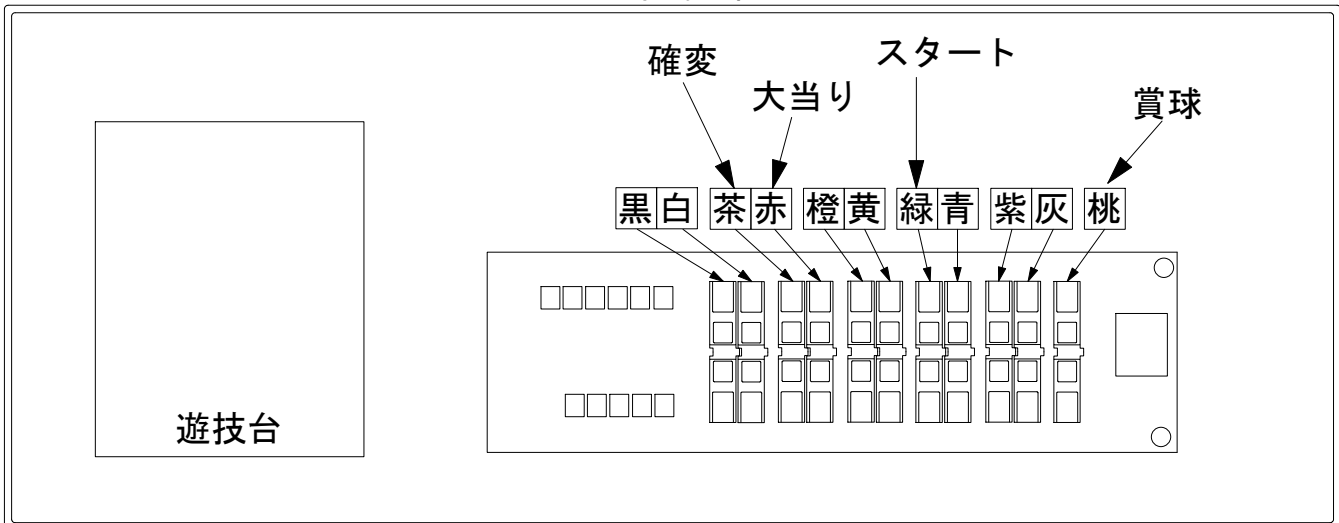 確変
大当り
スタート
賞球
黒白 茶赤 橙黄 緑青 紫灰 桃
遊技台